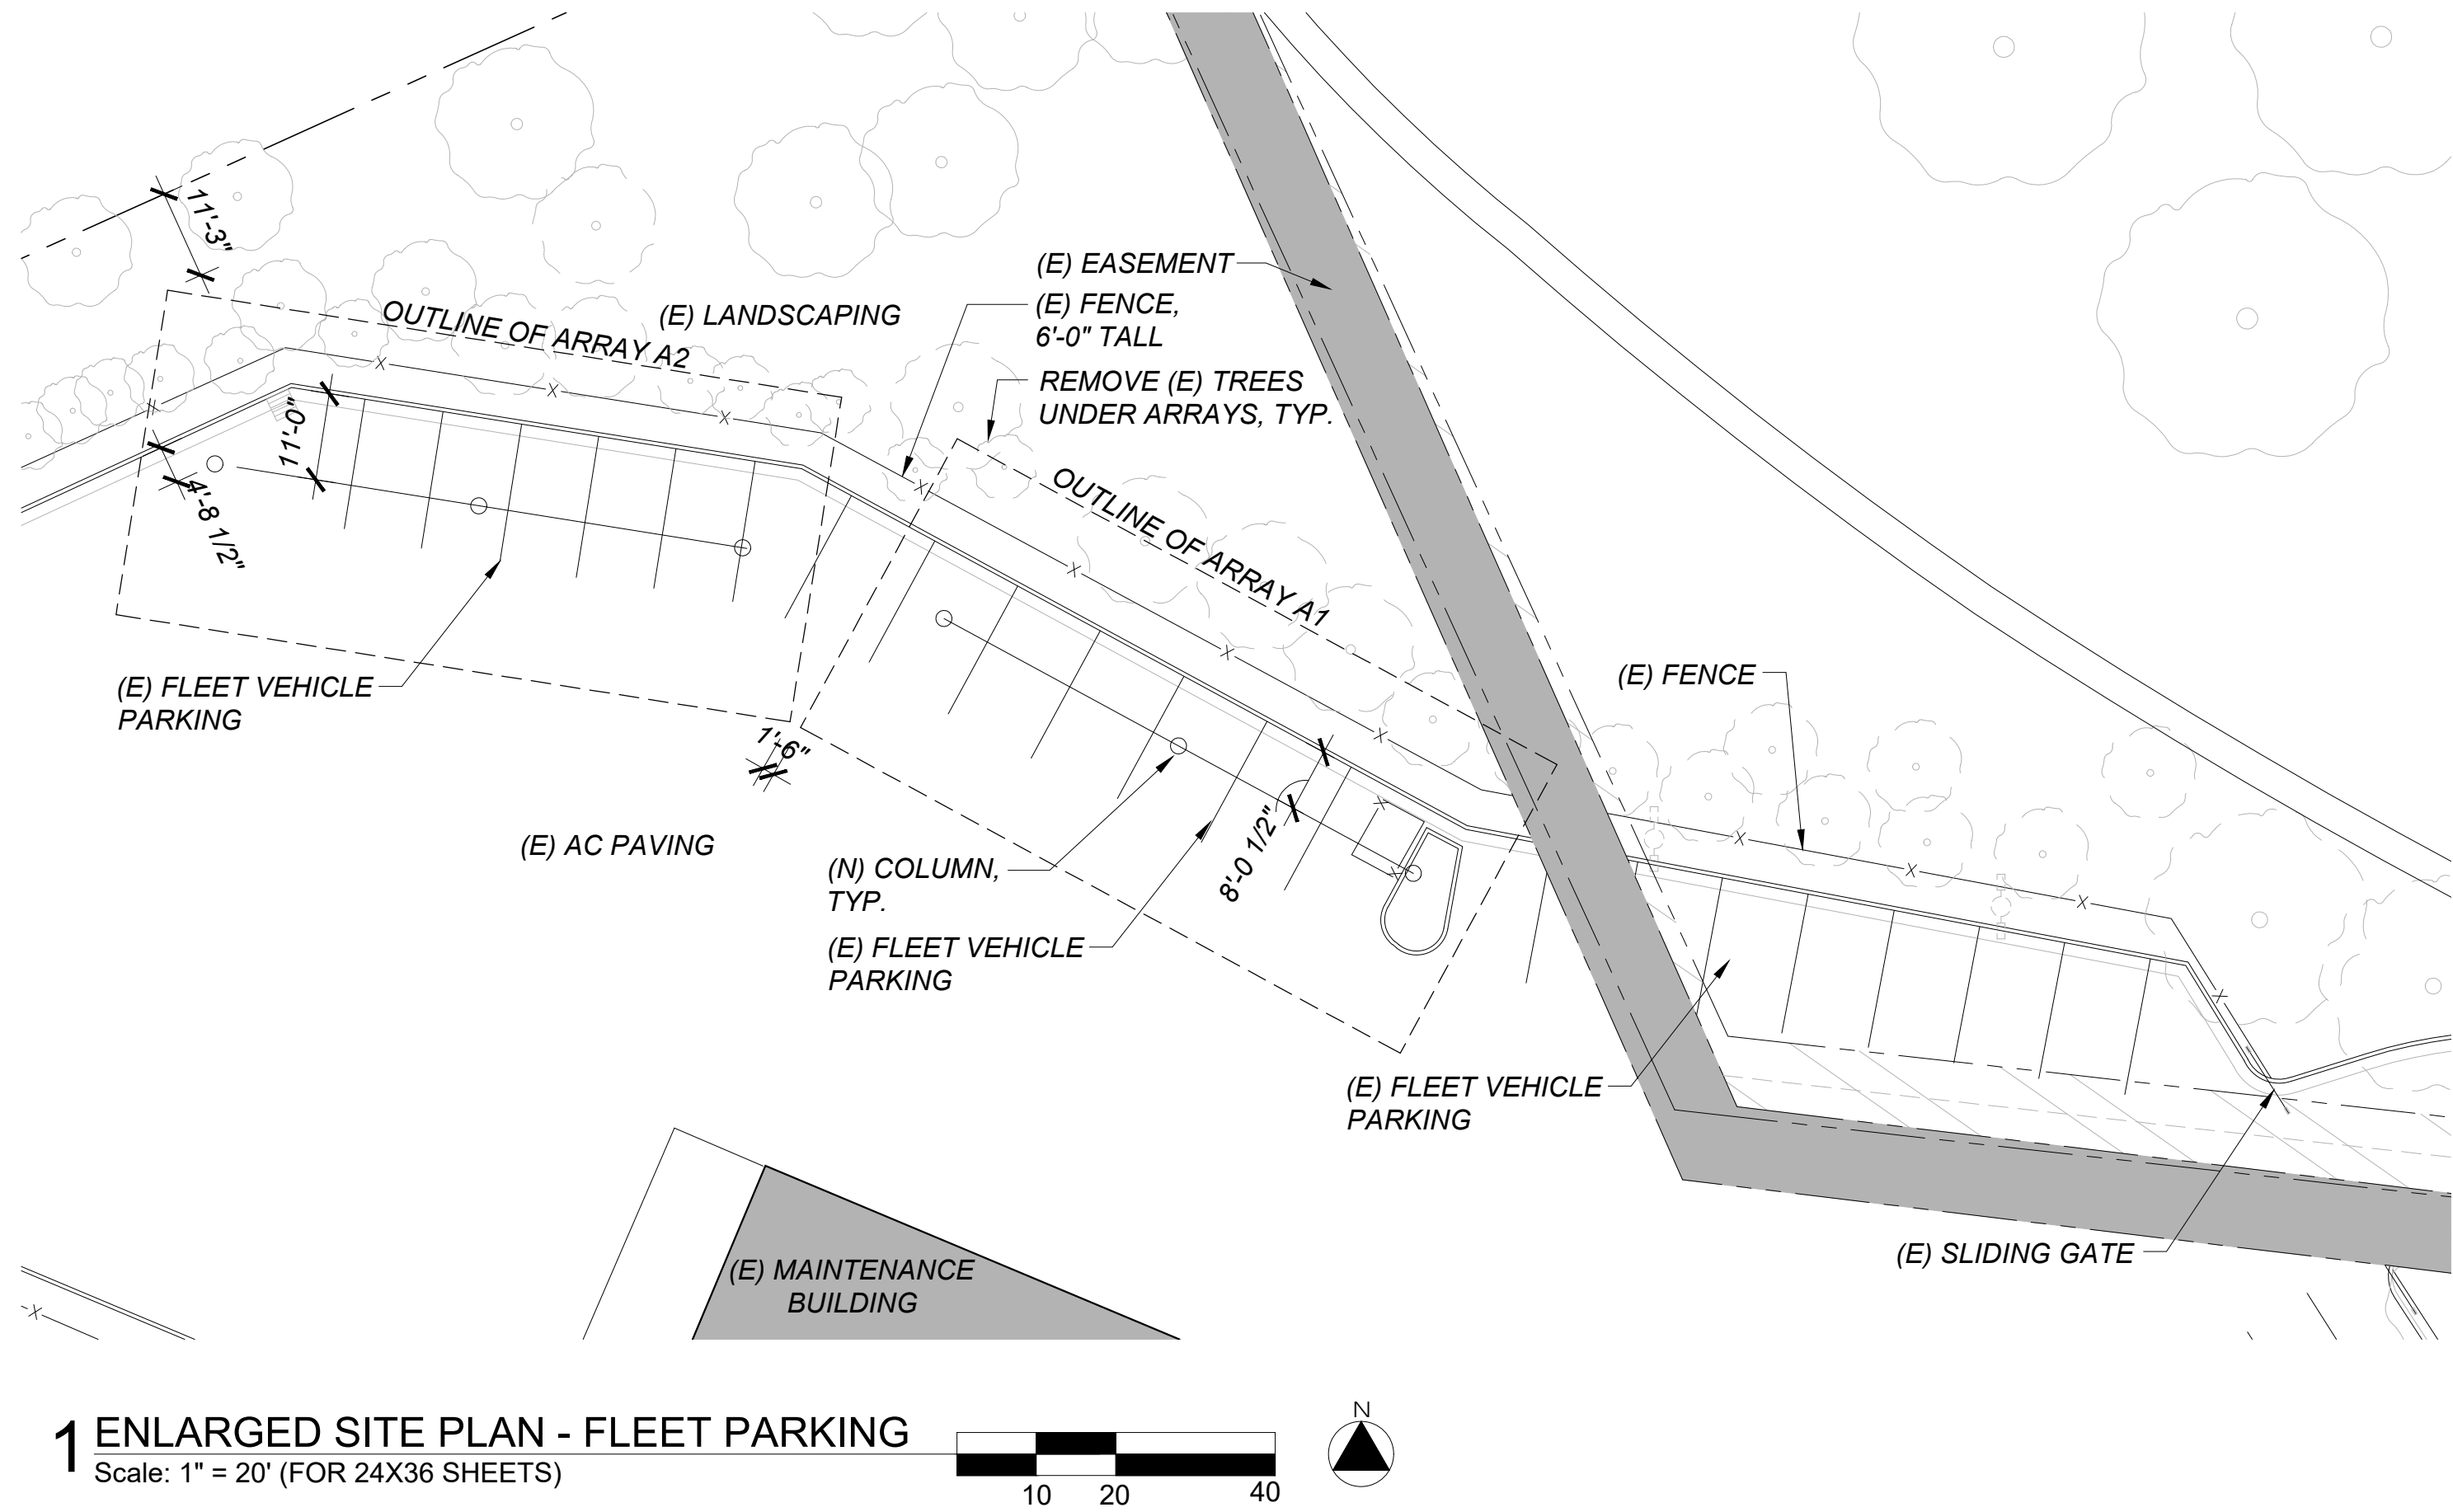 11'-3"
(E) EASEMENT
(E) FENCE,
6'-0" TALL
OUTLINE OF ARRAY A2
(E) LANDSCAPING
REMOVE (E) TREES
UNDER ARRAYS, TYP.
11'-0"
4'-8 1/2"
OUTLINE OF ARRAY A1
(E) FLEET VEHICLE
PARKING
(E) FENCE
1'-6"
(E) AC PAVING
(N) COLUMN,
TYP.
8'-0 1/2"
(E) FLEET VEHICLE
PARKING
(E) FLEET VEHICLE
PARKING
(E) SLIDING GATE
(E) MAINTENANCE
BUILDING
1 ENLARGED SITE PLAN - FLEET PARKING
Scale: 1" = 20' (FOR 24X36 SHEETS)
10 20 40
N